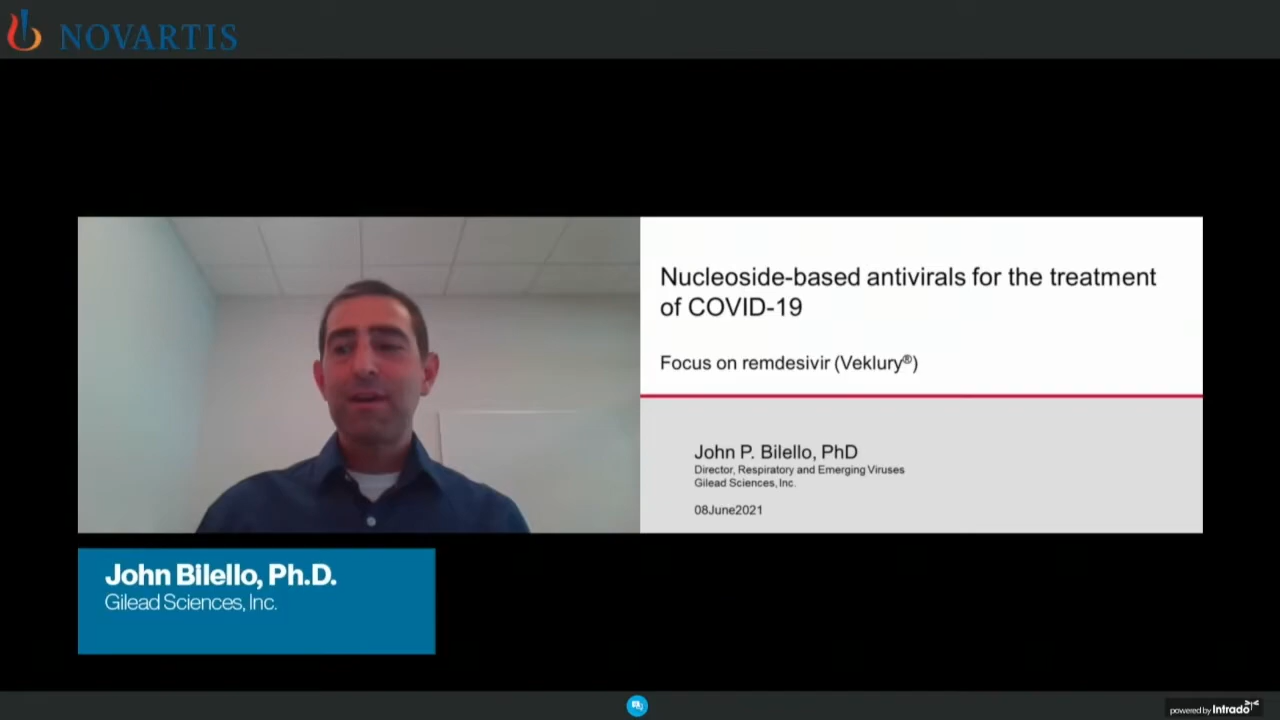 NOVARTIS
Nucleoside-based antivirals for the treatment
of COVID-19
Focus on remdesivir (Veklury®)
John P. Bilello, PhD
Director, Respiratory and Emerging Viruses
Gilead Sciences, Inc.
08June2021
John Bilello, Ph.D.
Gilead Sciences, Inc.
powered by Intrado